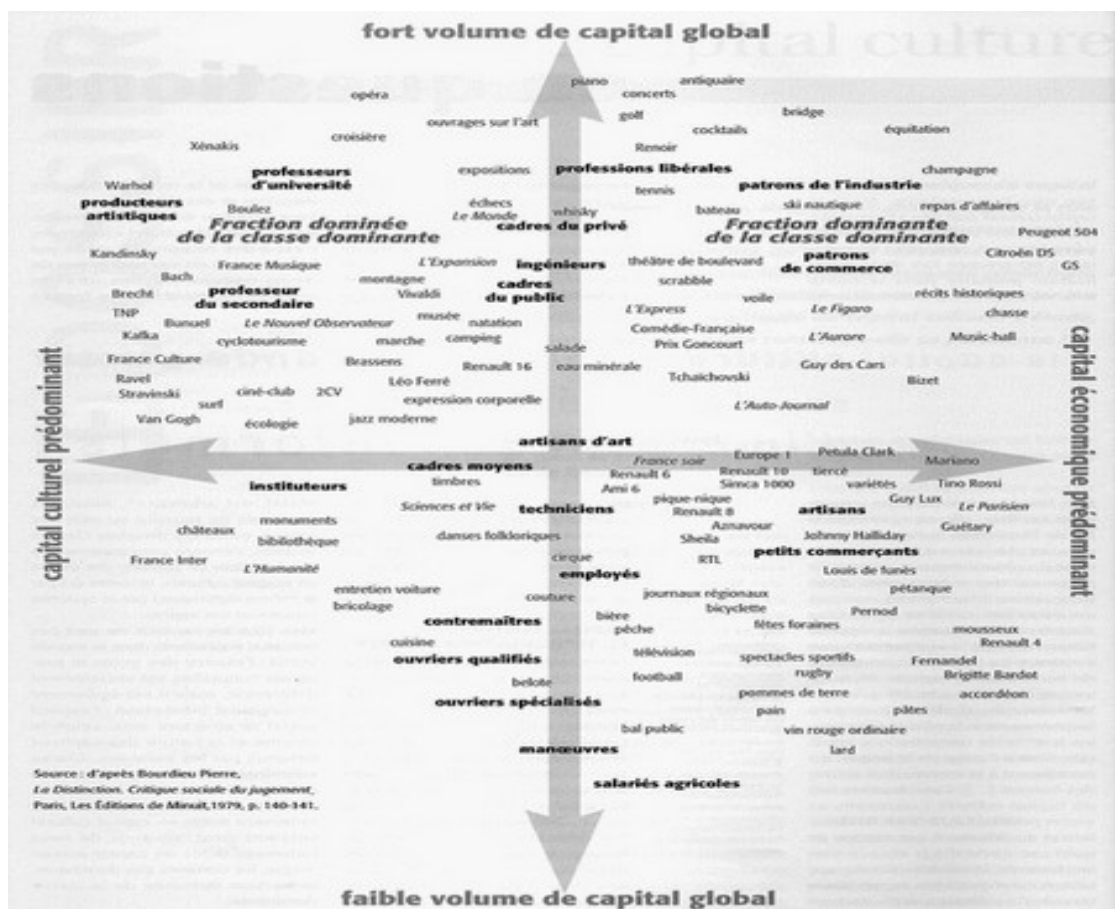 fort volume de capital global
piano
antiquaire
opéra
concerts
ouvrages sur l'art
golf
bridge
croisière
cocktails
équitation
Xénakis
Renoir
professeurs
d'université
expositions
professions libérales
champagne
Warhol
tennis
patrons de l'industrie
producteurs
artistiques
échecs
Le Monde
whisky
bateau
ski nautique
repas d'affaires
Boulez
Fraction dominée
de la classe dominante
cadres du privé
Fraction dominante
de la classe dominante
Peugeot 504
Kandinsky
France Musique
L'Expansion
ingénieurs
théâtre de boulevard
patrons
de commerce
Citroën DS
GS
Bach
montagne
scrabble
Brecht
professeur
du secondaire
Vivaldi
cadres
du public
voile
récits historiques
TNP
musée
L'Express
Le Figaro
chasse
Bunuel
Le Nouvel Observateur
natation
Comédie-Française
Kafka
cyclotourisme
marche
camping
Prix Goncourt
L'Aurore
Music-hall
France Culture
Brassens
Renault 16
eau minérale
Guy des Cars
Ravel
Léo Ferré
Tchaïchovski
Bizet
Stravinski
ciné-club
2CV
expression corporelle
surf
L'Auto-Journal
Van Gogh
écologie
jazz moderne
capital culturel prédominant
capital économique prédominant
artisans d'art
cadres moyens
France soir
Europe 1
Petula Clark
Mariano
timbres
Renault 6
Renault 10
tiercé
instituteurs
Ami 6
Simca 1000
variétés
Tino Rossi
Sciences et Vie
techniciens
pique-nique
Guy Lux
Le Parisien
monuments
Renault 8
artisans
châteaux
danses folkloriques
Aznavour
Guétary
bibiliothèque
Sheila
Johnny Halliday
France Inter
cirque
RTL
petits commerçants
L'Humanité
employés
Louis de funès
entretien voiture
couture
journaux régionaux
pétanque
bricolage
bière
bicyclette
Pernod
contremaîtres
pêche
fêtes foraines
mousseux
cuisine
télévision
Renault 4
ouvriers qualifiés
spectacles sportifs
Fernandel
belote
football
rugby
Brigitte Bardot
ouvriers spécialisés
pommes de terre
accordéon
pain
pâtes
bal public
vin rouge ordinaire
manœuvres
lard
Source : d'après Bourdieu Pierre,
La Distinction. Critique sociale du jugement,
Paris, Les Éditions de Minuit,1979, p. 140-141.
salariés agricoles
faible volume de capital global